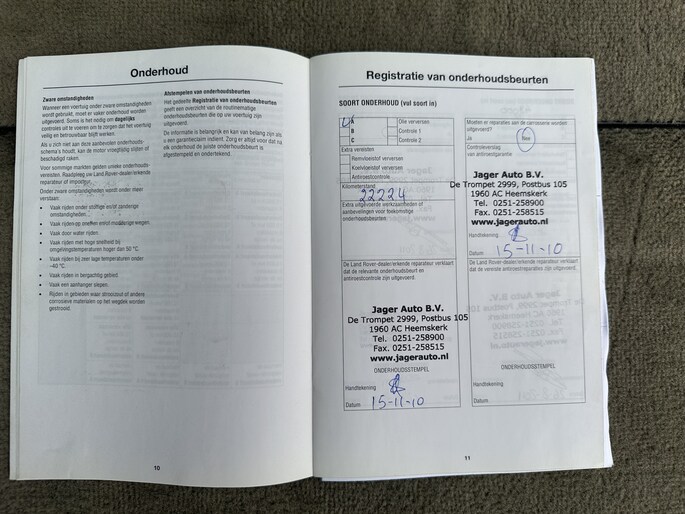 Onderhoud
Zware omstandigheden
Wanneer een voertuig onder zware omstandigheden
wordt gebruikt, moet er vaker onderhoud worden
uitgevoerd. Soms is het nodig om dagelijks
controles uit te voeren om te zorgen dat het voertuig
veilig en betrouwbaar blijft werken.
Als u zich niet aan deze aanbevolen onderhouds-
schema's houdt, kan de motor vroegtijdig slijten of
beschadigd raken.
Voor sommige markten gelden unieke onderhouds-
vereisten. Raadpleeg uw Land Rover-dealer/erkende
reparateur of importeur.
Onder zware omstandigheden wordt onder meer
verstaan:
• Vaak rijden onder stoffige en/of zanderige
omstandigheden.
• Vaak rijden op oneffen en/of modderige wegen.
• Vaak door water rijden.
• Vaak rijden met hoge snelheid bij
omgevingstemperaturen hoger dan 50 °C.
• Vaak rijden bij zeer lage temperaturen onder
-40 °C.
• Vaak rijden in bergachtig gebied.
• Vaak een aanhanger slepen.
• Rijden in gebieden waar strooizout of andere
corrosieve materialen op het wegdek worden
gestrooid.
Afstempelen van onderhoudsbeurten
Het gedeelte Registratie van onderhoudsbeurten
geeft een overzicht van de routinematige
onderhoudsbeurten die op uw voertuig zijn
uitgevoerd.
De informatie is belangrijk en kan van belang zijn als
u een garantieclaim indient. Zorg er altijd voor dat na
elk onderhoud de juiste onderhoudsbeurt is
afgestempeld en ondertekend.
10
Registratie van onderhoudsbeurten
SOORT ONDERHOUD (vul soort in)
A Olie verversen
B Controle 1
C Controle 2
Extra vereisten
Remvloeistof verversen
Koelvloeistof verversen
Antiroestcontrole
Kilometerstand
22224
Extra uitgevoerde werkzaamheden of
aanbevelingen voor toekomstige
onderhoudsbeurten:
De Land Rover-dealer/erkende reparateur verklaart
dat de relevante onderhoudsbeurt en
antiroestcontrole zijn uitgevoerd.
Jager Auto B.V.
De Trompet 2999, Postbus 105
1960 AC Heemskerk
Tel. 0251-258900
Fax. 0251-258515
www.jagerauto.nl
ONDERHOUDSSTEMPEL
Handtekening
Datum 15-11-10
Moeten er reparaties aan de carrosserie worden
uitgevoerd?
Ja Nee
Controleverslag
van antiroestgarantie
Jager Auto B.V.
De Trompet 2999, Postbus 105
1960 AC Heemskerk
Tel. 0251-258900
Fax. 0251-258515
www.jagerauto.nl
Handtekening
Datum 15-11-10
De Land Rover-dealer/erkende reparateur verklaart
dat de vereiste antiroestreparaties zijn uitgevoerd.
ONDERHOUDSSTEMPEL
Handtekening
Datum
11